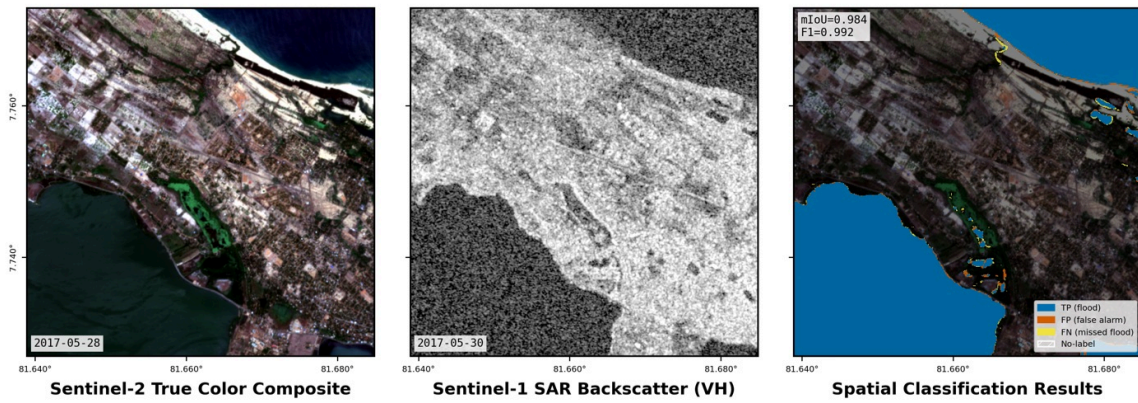 mIoU=0.984
F1=0.992
7.760°
7.740°
2017-05-28
2017-05-30
TP (flood)
FP (false alarm)
FN (missed flood)
No-label
81.640° 81.660° 81.680° 81.640° 81.660° 81.680° 81.640° 81.660° 81.680°
Sentinel-2 True Color Composite
Sentinel-1 SAR Backscatter (VH)
Spatial Classification Results